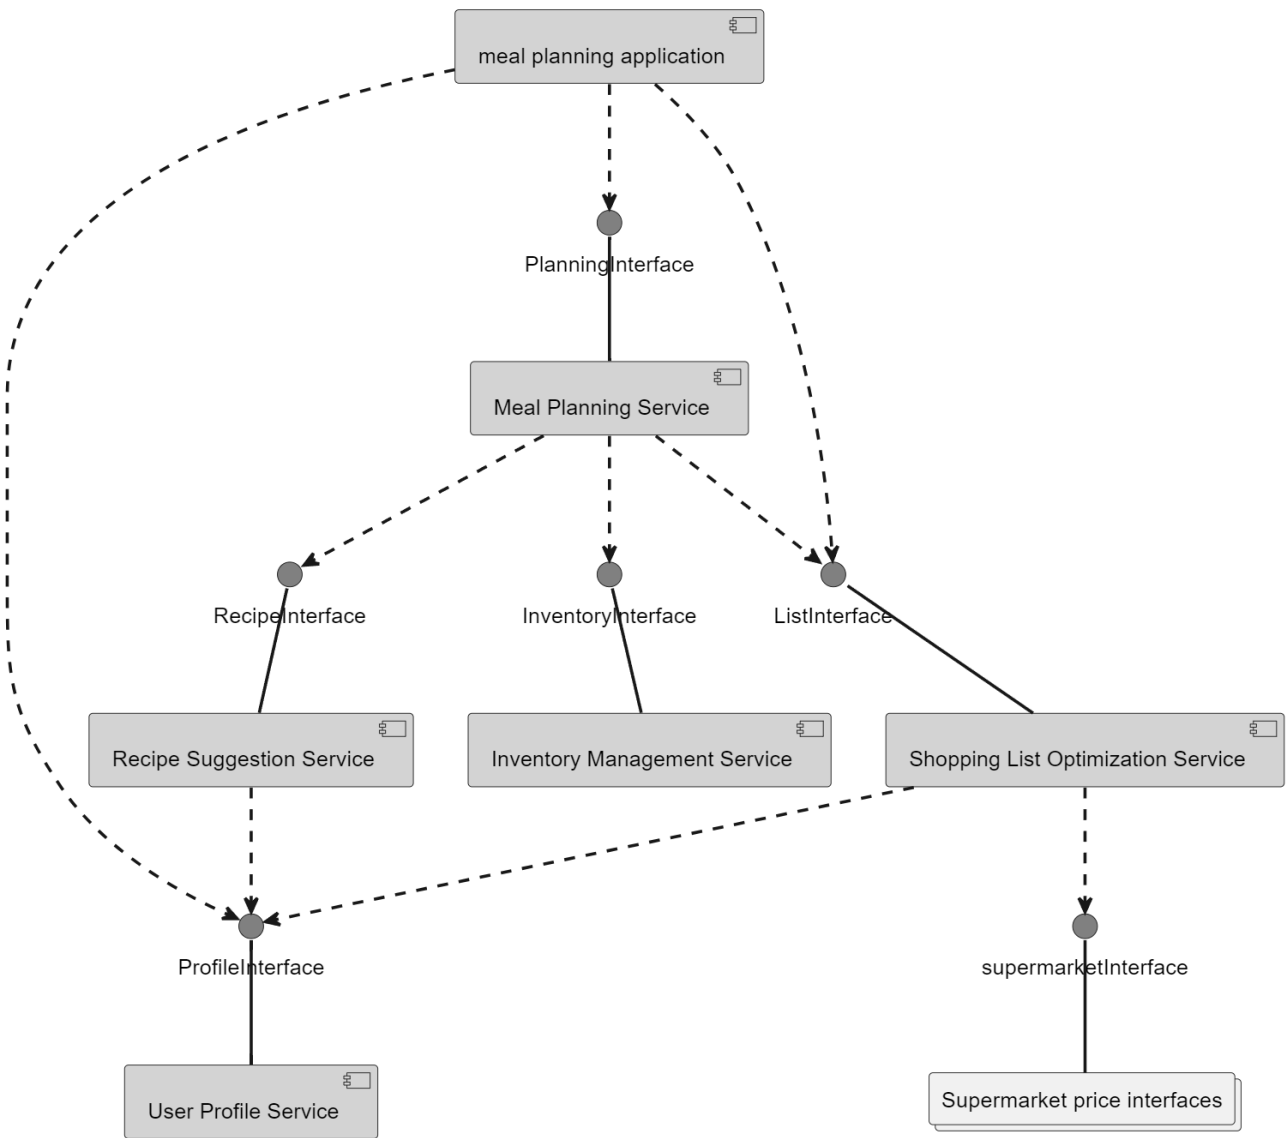 meal planning application
PlanningInterface
Meal Planning Service
RecipeInterface
InventoryInterface
ListInterface
Recipe Suggestion Service
Inventory Management Service
Shopping List Optimization Service
ProfileInterface
supermarketInterface
User Profile Service
Supermarket price interfaces